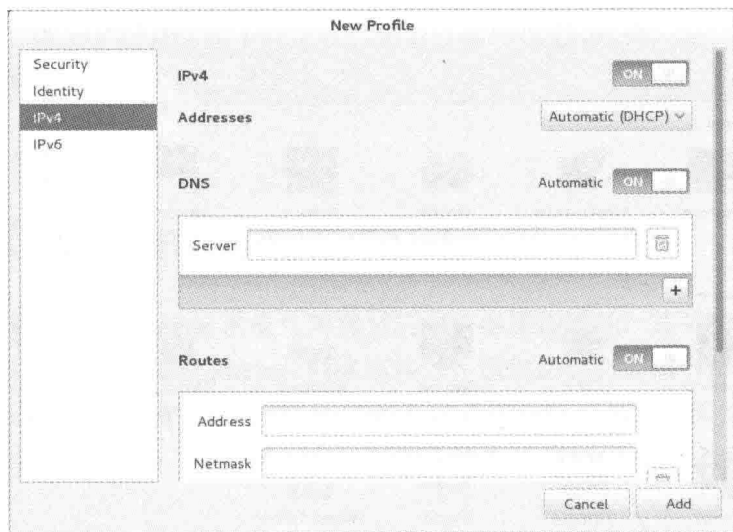 New Profile
Security
Identity
IPv4
IPv6
IPv4 ON
Addresses Automatic (DHCP)
DNS Automatic ON
Server
+
Routes Automatic ON
Address
Netmask
Cancel Add